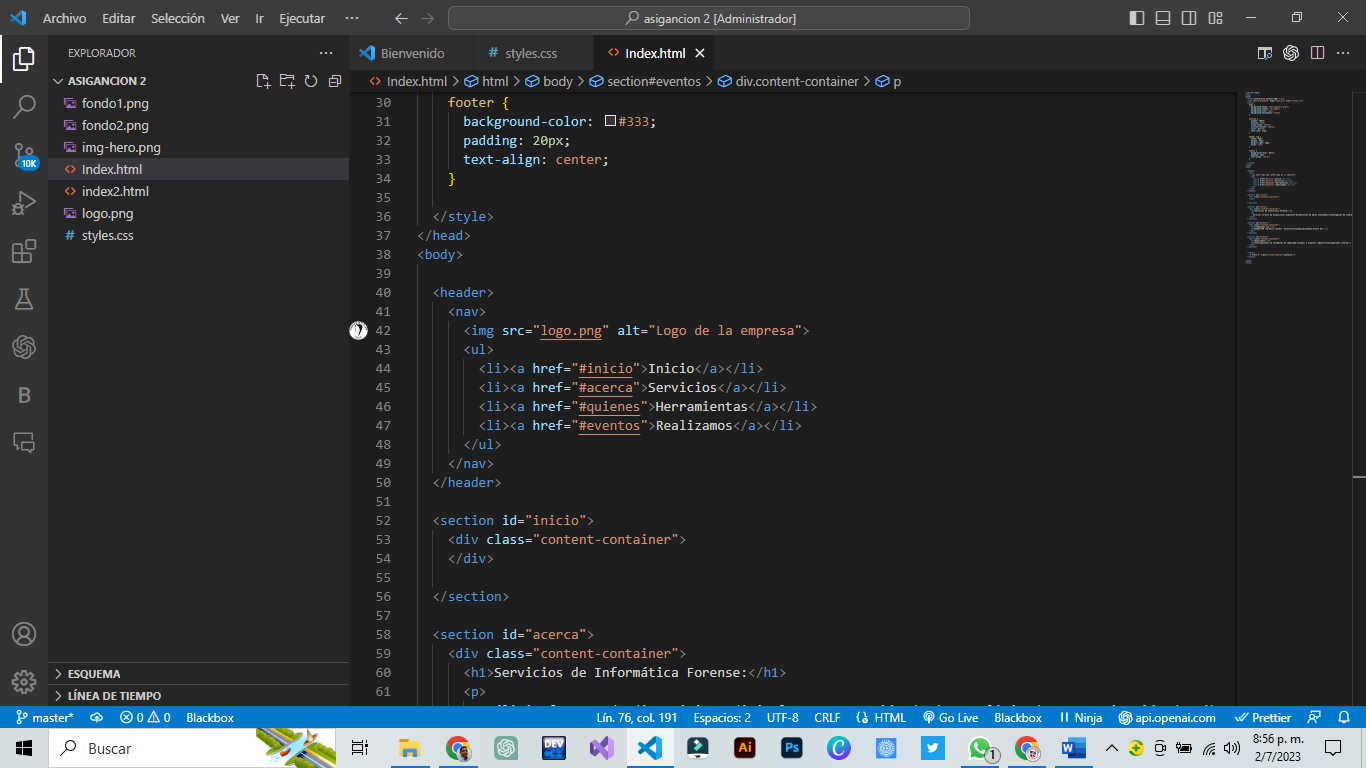 Archivo Editar Selección Ver Ir Ejecutar ···
asigancion 2 [Administrador]
EXPLORADOR
ASIGANCION 2
fondo1.png
fondo2.png
img-hero.png
Index.html
index2.html
logo.png
styles.css
ESQUEMA
LÍNEA DE TIEMPO
10K
Bienvenido
# styles.css
Index.html
Index.html > html > body > section#eventos > div.content-container > p
30 footer {
31 background-color: #333;
32 padding: 20px;
33 text-align: center;
34 }
35
36 </style>
37 </head>
38 <body>
39
40 <header>
41 <nav>
42 <img src="logo.png" alt="Logo de la empresa">
43 <ul>
44 <li><a href="#inicio">Inicio</a></li>
45 <li><a href="#acerca">Servicios</a></li>
46 <li><a href="#quienes">Herramientas</a></li>
47 <li><a href="#eventos">Realizamos</a></li>
48 </ul>
49 </nav>
50 </header>
51
52 <section id="inicio">
53 <div class="content-container">
54 </div>
55
56 </section>
57
58 <section id="acerca">
59 <div class="content-container">
60 <h1>Servicios de Informática Forense:</h1>
61 <p>
master* 0 0 Blackbox
Lín. 76, col. 191 Espacios: 2 UTF-8 CRLF {} HTML Go Live Blackbox Ninja api.openai.com Prettier
Buscar
DEV
Ai
Ps
1
8:56 p. m.
2/7/2023